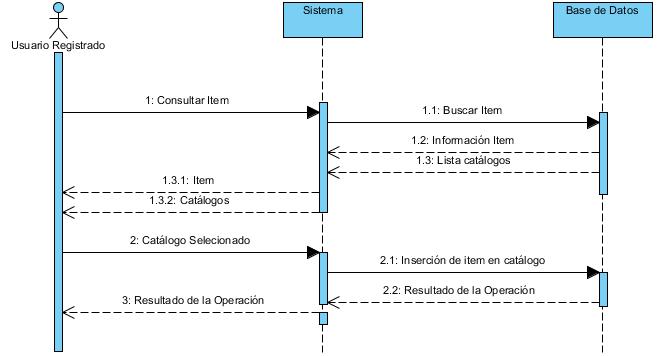 Sistema
Base de Datos
Usuario Registrado
1: Consultar Item
1.1: Buscar Item
1.2: Información Item
1.3: Lista catálogos
1.3.1: Item
1.3.2: Catálogos
2: Catálogo Selecionado
2.1: Inserción de item en catálogo
2.2: Resultado de la Operación
3: Resultado de la Operación